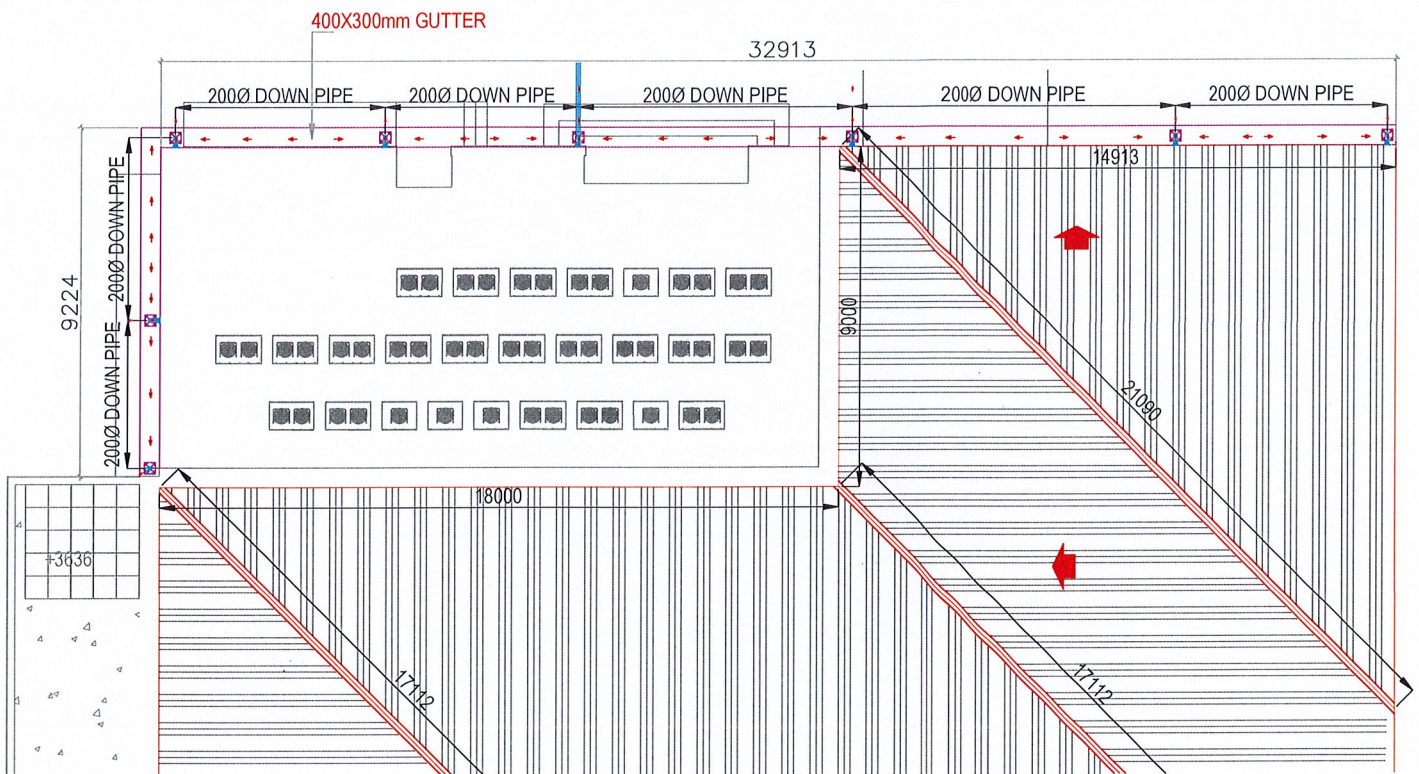 400X300mm GUTTER
32913
200Ø DOWN PIPE
200Ø DOWN PIPE
200Ø DOWN PIPE
200Ø DOWN PIPE
200Ø DOWN PIPE
14913
200Ø DOWN PIPE
9224
200Ø DOWN PIPE
9000
21090
18000
+3636
17112
17112